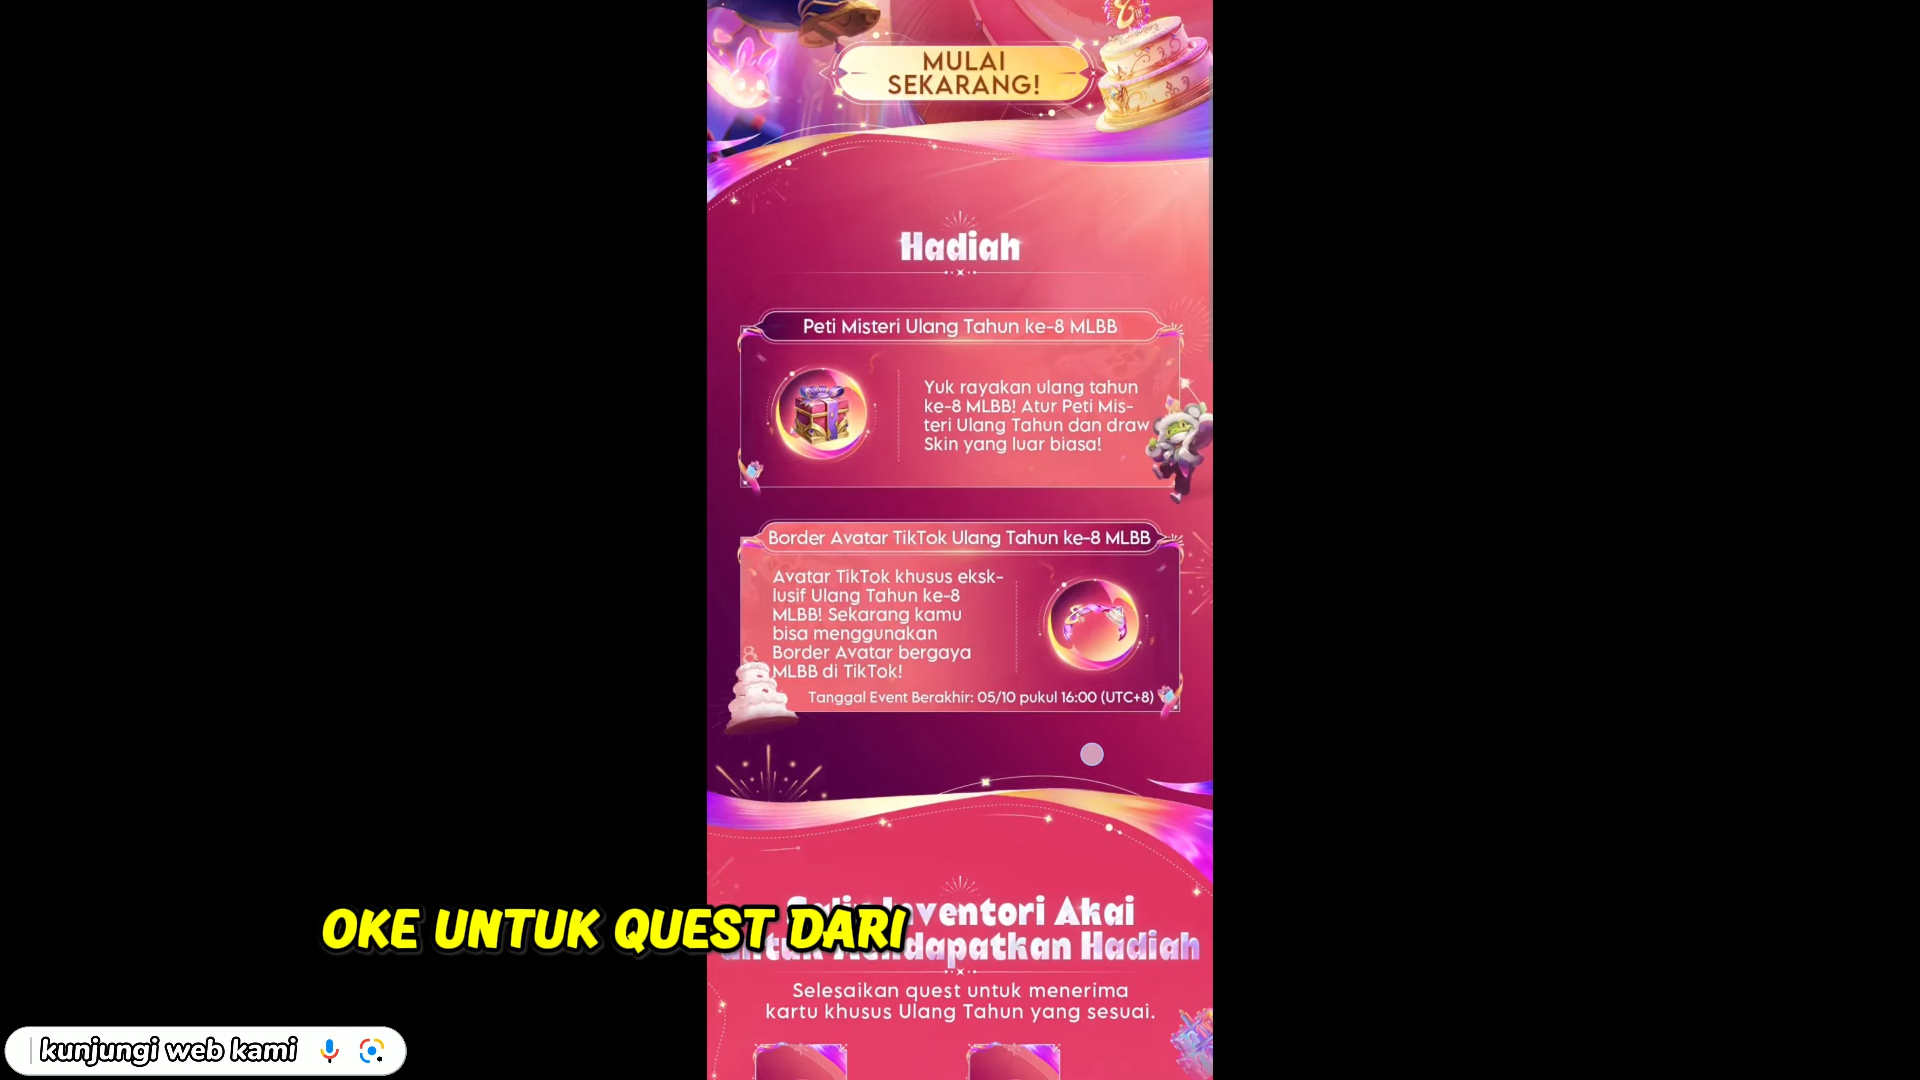 MULAI
SEKARANG!
Hadiah
Peti Misteri Ulang Tahun ke-8 MLBB
Yuk rayakan ulang tahun
ke-8 MLBB! Atur Peti Mis-
teri Ulang Tahun dan draw
Skin yang luar biasa!
Border Avatar TikTok Ulang Tahun ke-8 MLBB
Avatar TikTok khusus eksk-
lusif Ulang Tahun ke-8
MLBB! Sekarang kamu
bisa menggunakan
Border Avatar bergaya
MLBB di TikTok!
Tanggal Event Berakhir: 05/10 pukul 16:00 (UTC+8)
Inventori Akai
Hadiah
OKE UNTUK QUEST DARI
Selesaikan quest untuk menerima
kartu khusus Ulang Tahun yang sesuai.
kunjungi web kami